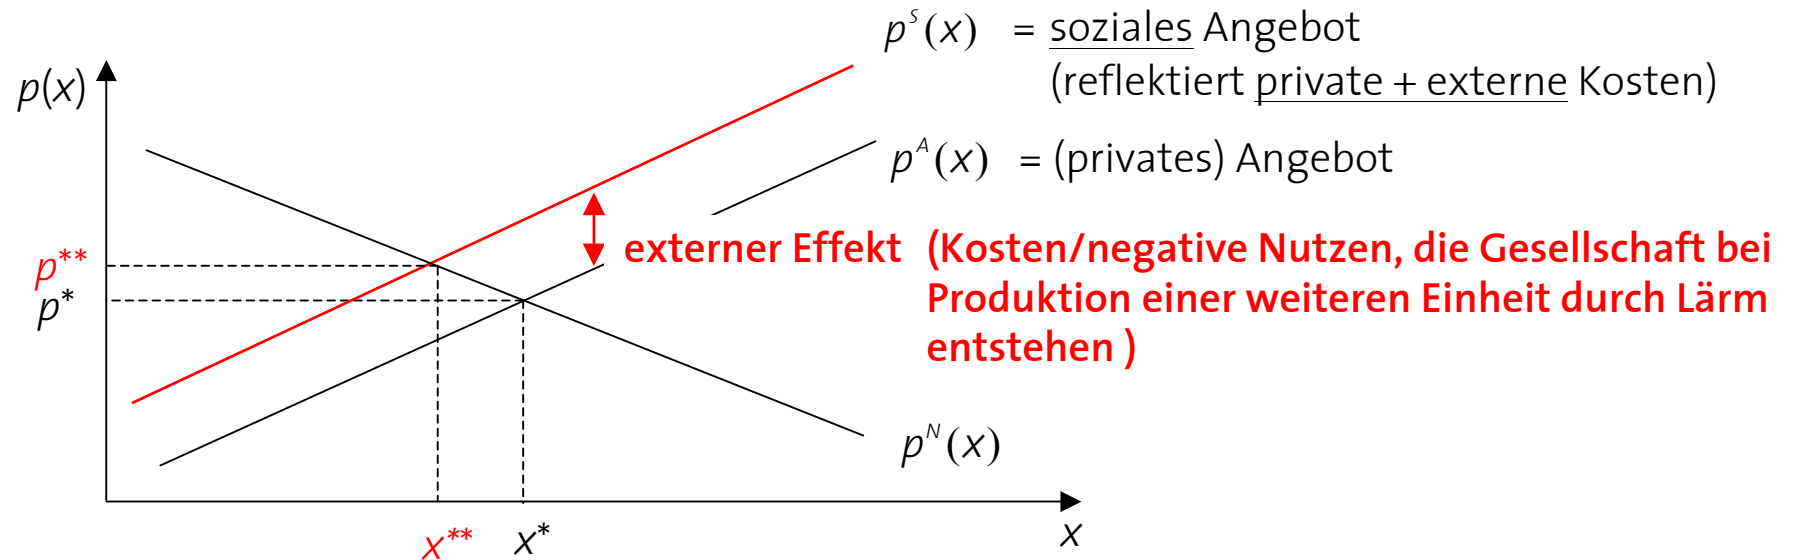 p^S(x) = soziales Angebot
(reflektiert private + externe Kosten)
p(x)
p^A(x) = (privates) Angebot
externer Effekt (Kosten/negative Nutzen, die Gesellschaft bei
Produktion einer weiteren Einheit durch Lärm
entstehen )
p**
p*
p^N(x)
x**
x*
x